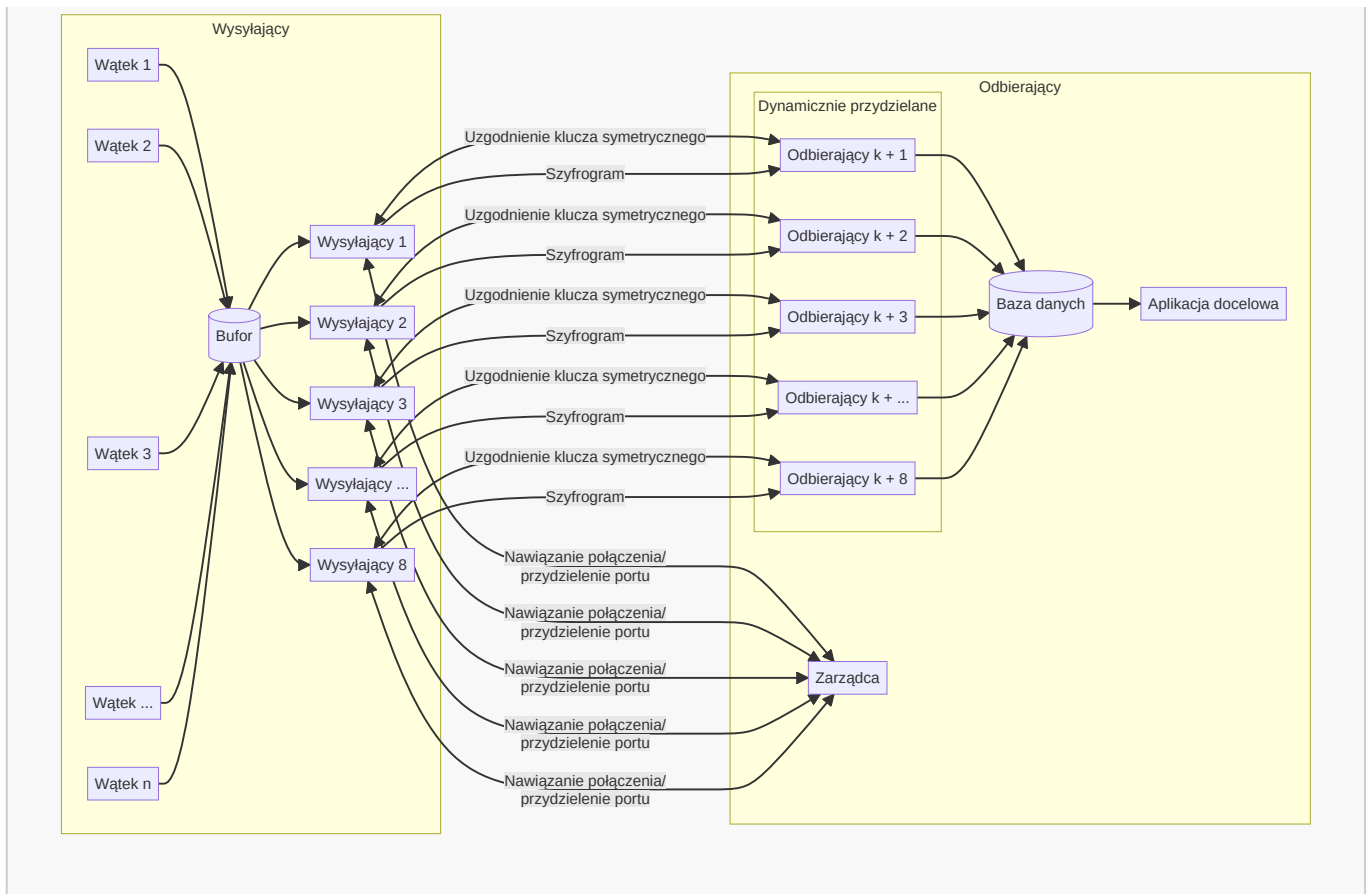 Wysyłający
Wątek 1
Wątek 2
Wątek 3
Wątek ...
Wątek n
Bufor
Wysyłający 1
Wysyłający 2
Wysyłający 3
Wysyłający ...
Wysyłający 8
Uzgodnienie klucza symetrycznego
Szyfrogram
Uzgodnienie klucza symetrycznego
Szyfrogram
Uzgodnienie klucza symetrycznego
Szyfrogram
Uzgodnienie klucza symetrycznego
Szyfrogram
Uzgodnienie klucza symetrycznego
Szyfrogram
Nawiązanie połączenia/
przydzielenie portu
Nawiązanie połączenia/
przydzielenie portu
Nawiązanie połączenia/
przydzielenie portu
Nawiązanie połączenia/
przydzielenie portu
Nawiązanie połączenia/
przydzielenie portu
Odbierający
Dynamicznie przydzielane
Odbierający k + 1
Odbierający k + 2
Odbierający k + 3
Odbierający k + ...
Odbierający k + 8
Zarządca
Baza danych
Aplikacja docelowa